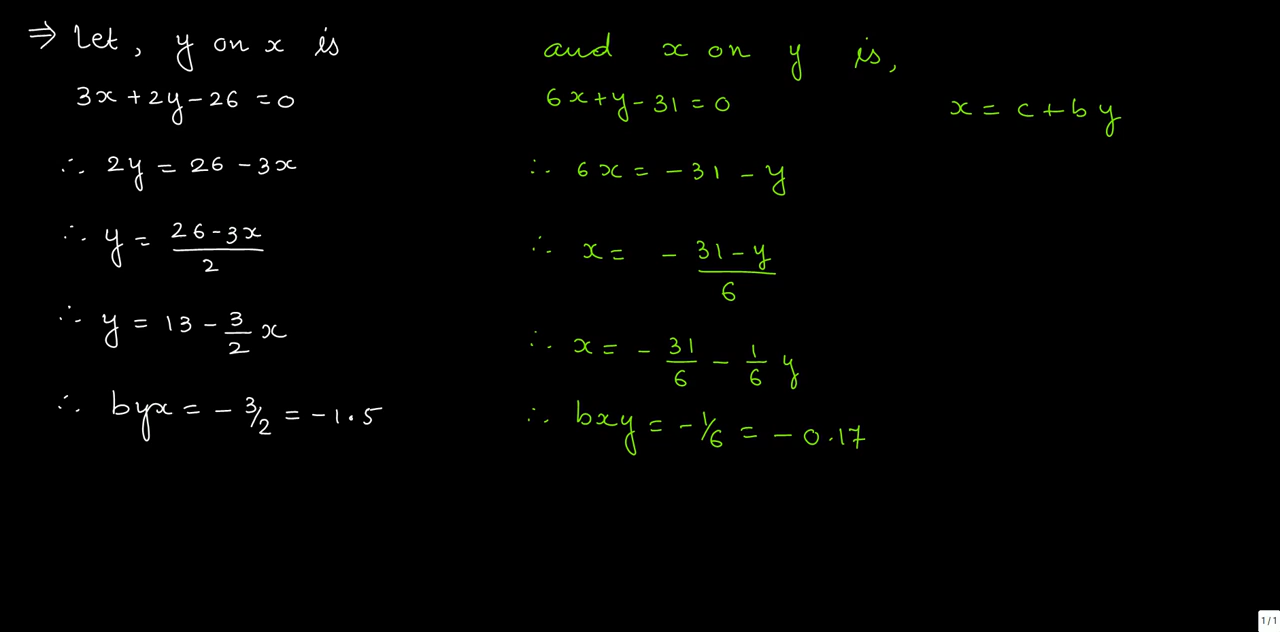 ⇒ Let, y on x is
3x + 2y - 26 = 0
∴ 2y = 26 - 3x
∴ y = (26 - 3x)/2
∴ y = 13 - 3/2 x
∴ byx = - 3/2 = -1.5
and x on y is,
6x + y - 31 = 0
∴ 6x = - 31 - y
∴ x = - (31 - y)/6
∴ x = - 31/6 - 1/6 y
∴ bxy = - 1/6 = - 0.17
x = c + b y
1/1